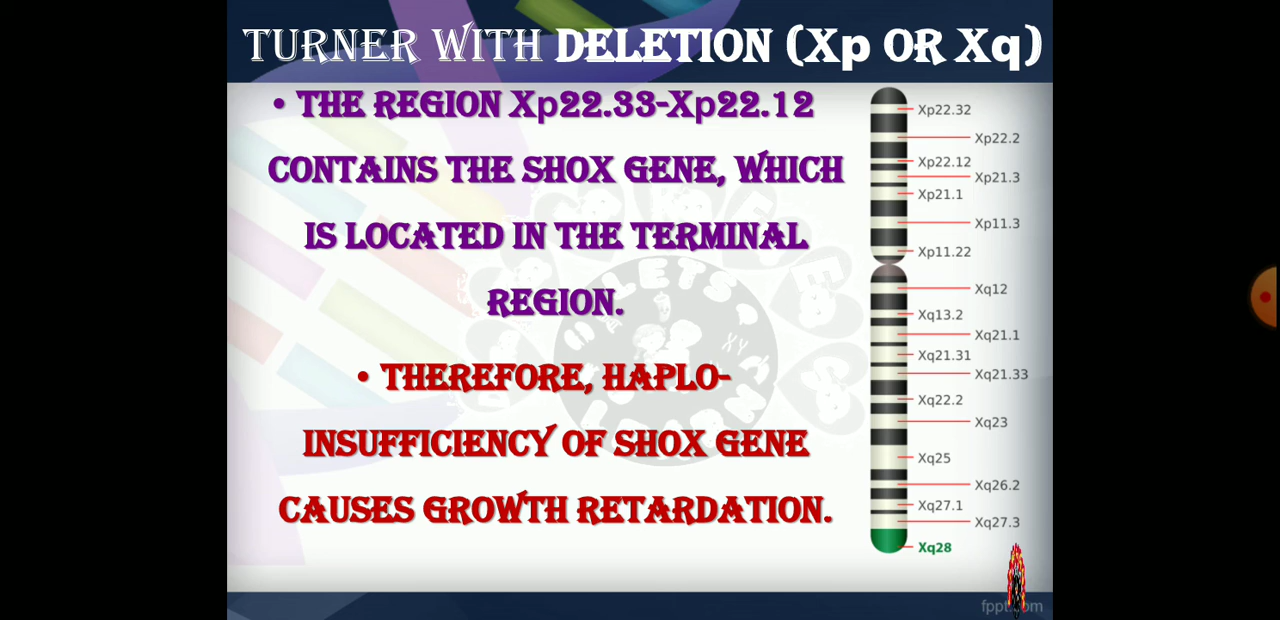 TURNER WITH DELETION (Xp OR Xq)
• THE REGION Xp22.33-Xp22.12
CONTAINS THE SHOX GENE, WHICH
IS LOCATED IN THE TERMINAL
REGION.
• THEREFORE, HAPLO-
INSUFFICIENCY OF SHOX GENE
CAUSES GROWTH RETARDATION.
Xp22.32
Xp22.2
Xp22.12
Xp21.3
Xp21.1
Xp11.3
Xp11.22
Xq12
Xq13.2
Xq21.1
Xq21.31
Xq21.33
Xq22.2
Xq23
Xq25
Xq26.2
Xq27.1
Xq27.3
Xq28
LETS
XY